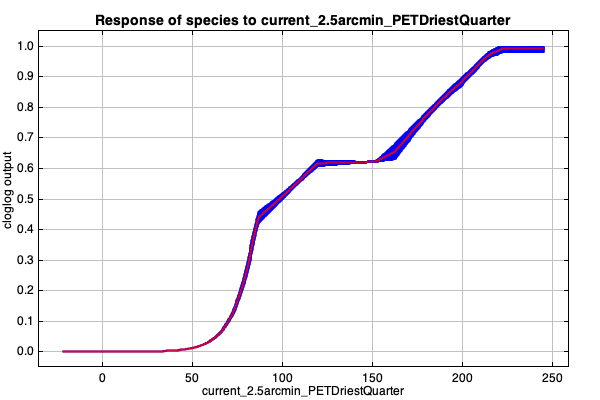 Response of species to current_2.5arcmin_PETDriestQuarter
cloglog output
1.0
0.9
0.8
0.7
0.6
0.5
0.4
0.3
0.2
0.1
0.0
0 50 100 150 200 250
current_2.5arcmin_PETDriestQuarter